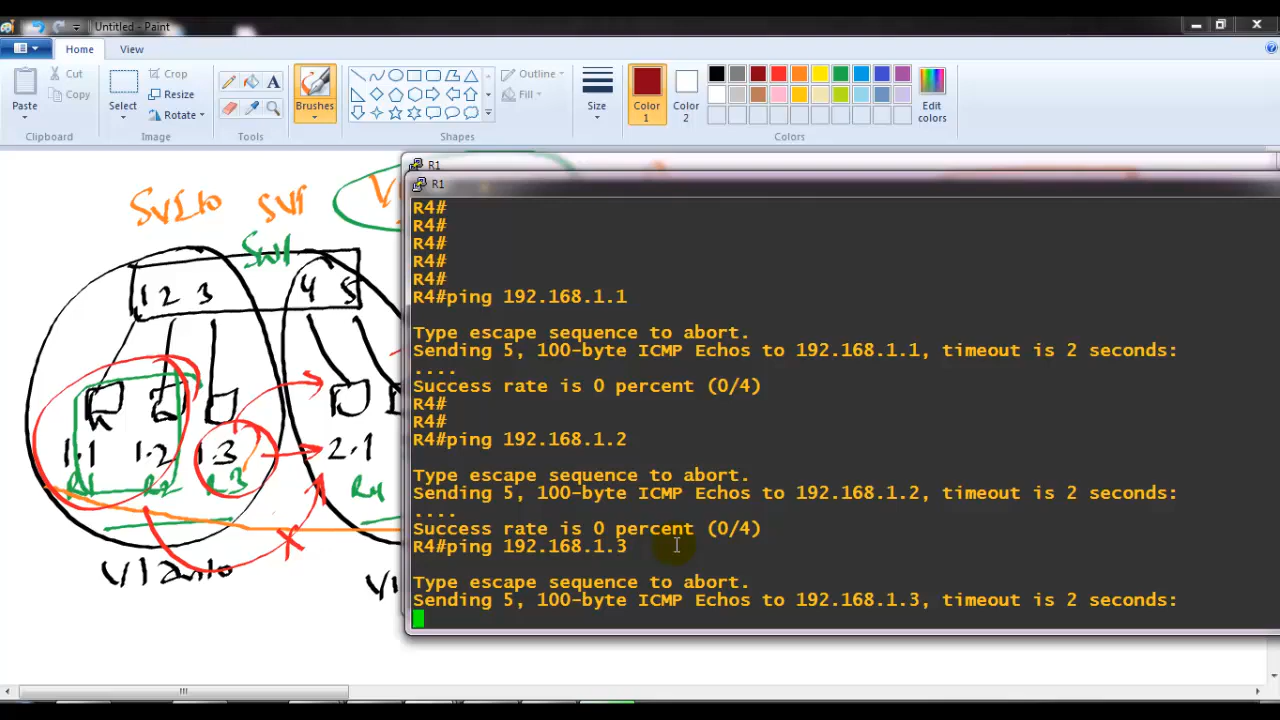 Untitled - Paint
Home View
Cut
Copy
Paste
Clipboard
Select
Crop
Resize
Rotate
Image
Tools
Brushes
Outline
Fill
Shapes
Size
Color 1
Color 2
Edit colors
Colors
R1
R1
SVI10 SVI V
SW1
1 2 3 4 5
1.1 1.2 1.3 2.1
R1 R2 R3 R4
Vlan10 Vl
R4#
R4#
R4#
R4#
R4#
R4#ping 192.168.1.1
Type escape sequence to abort.
Sending 5, 100-byte ICMP Echos to 192.168.1.1, timeout is 2 seconds:
....
Success rate is 0 percent (0/4)
R4#
R4#
R4#ping 192.168.1.2
Type escape sequence to abort.
Sending 5, 100-byte ICMP Echos to 192.168.1.2, timeout is 2 seconds:
....
Success rate is 0 percent (0/4)
R4#ping 192.168.1.3
Type escape sequence to abort.
Sending 5, 100-byte ICMP Echos to 192.168.1.3, timeout is 2 seconds: